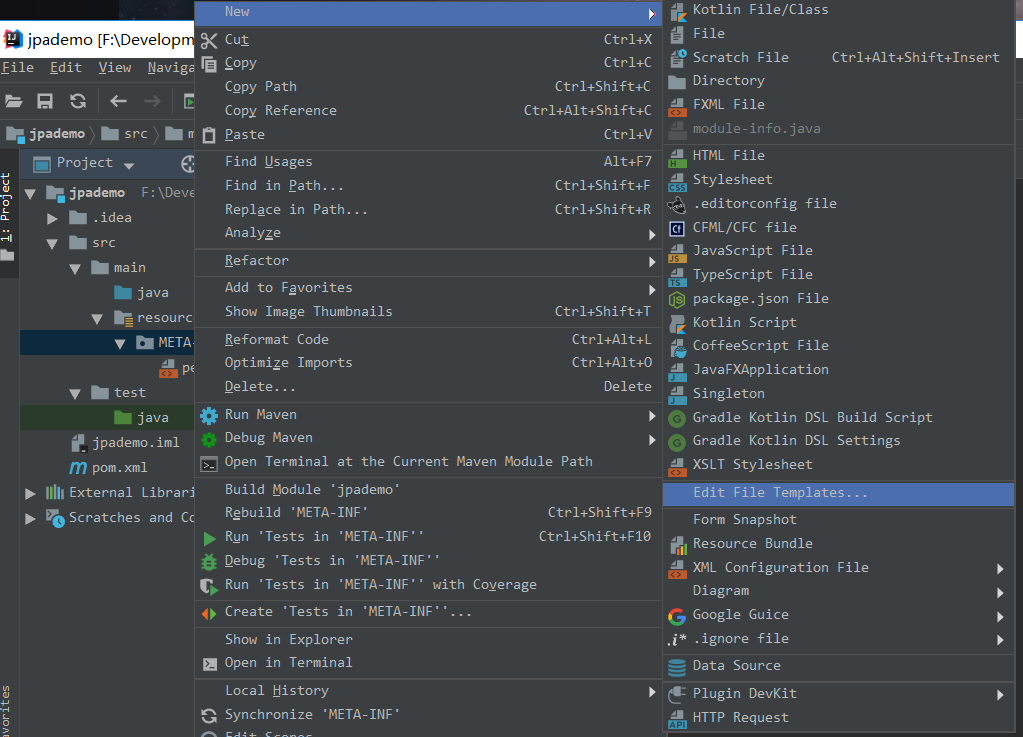 jpademo [F:\Developm
File Edit View Naviga
jpademo src m
Project
1: Project
jpademo F:\Deve
.idea
src
main
java
resourc
META-
pe
test
java
jpademo.iml
pom.xml
External Librari
Scratches and Co
avorites
New
Cut Ctrl+X
Copy Ctrl+C
Copy Path Ctrl+Shift+C
Copy Reference Ctrl+Alt+Shift+C
Paste Ctrl+V
Find Usages Alt+F7
Find in Path... Ctrl+Shift+F
Replace in Path... Ctrl+Shift+R
Analyze
Refactor
Add to Favorites
Show Image Thumbnails Ctrl+Shift+T
Reformat Code Ctrl+Alt+L
Optimize Imports Ctrl+Alt+O
Delete... Delete
Run Maven
Debug Maven
Open Terminal at the Current Maven Module Path
Build Module 'jpademo'
Rebuild 'META-INF' Ctrl+Shift+F9
Run 'Tests in 'META-INF'' Ctrl+Shift+F10
Debug 'Tests in 'META-INF''
Run 'Tests in 'META-INF'' with Coverage
Create 'Tests in 'META-INF''...
Show in Explorer
Open in Terminal
Local History
Synchronize 'META-INF'
Edit Scopes
Kotlin File/Class
File
Scratch File Ctrl+Alt+Shift+Insert
Directory
FXML File
module-info.java
HTML File
Stylesheet
.editorconfig file
CFML/CFC file
JavaScript File
TypeScript File
package.json File
Kotlin Script
CoffeeScript File
JavaFXApplication
Singleton
Gradle Kotlin DSL Build Script
Gradle Kotlin DSL Settings
XSLT Stylesheet
Edit File Templates...
Form Snapshot
Resource Bundle
XML Configuration File
Diagram
Google Guice
.i* .ignore file
Data Source
Plugin DevKit
HTTP Request